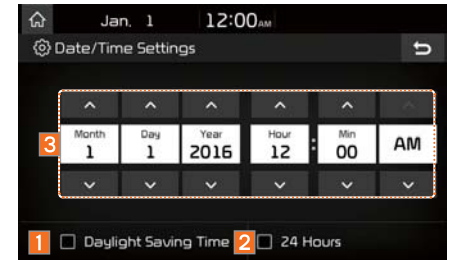 Jan. 1 12:00AM
Date/Time Settings
Month Day Year Hour Min
3 1 1 2016 12 : 00 AM
1 Daylight Saving Time 2 24 Hours